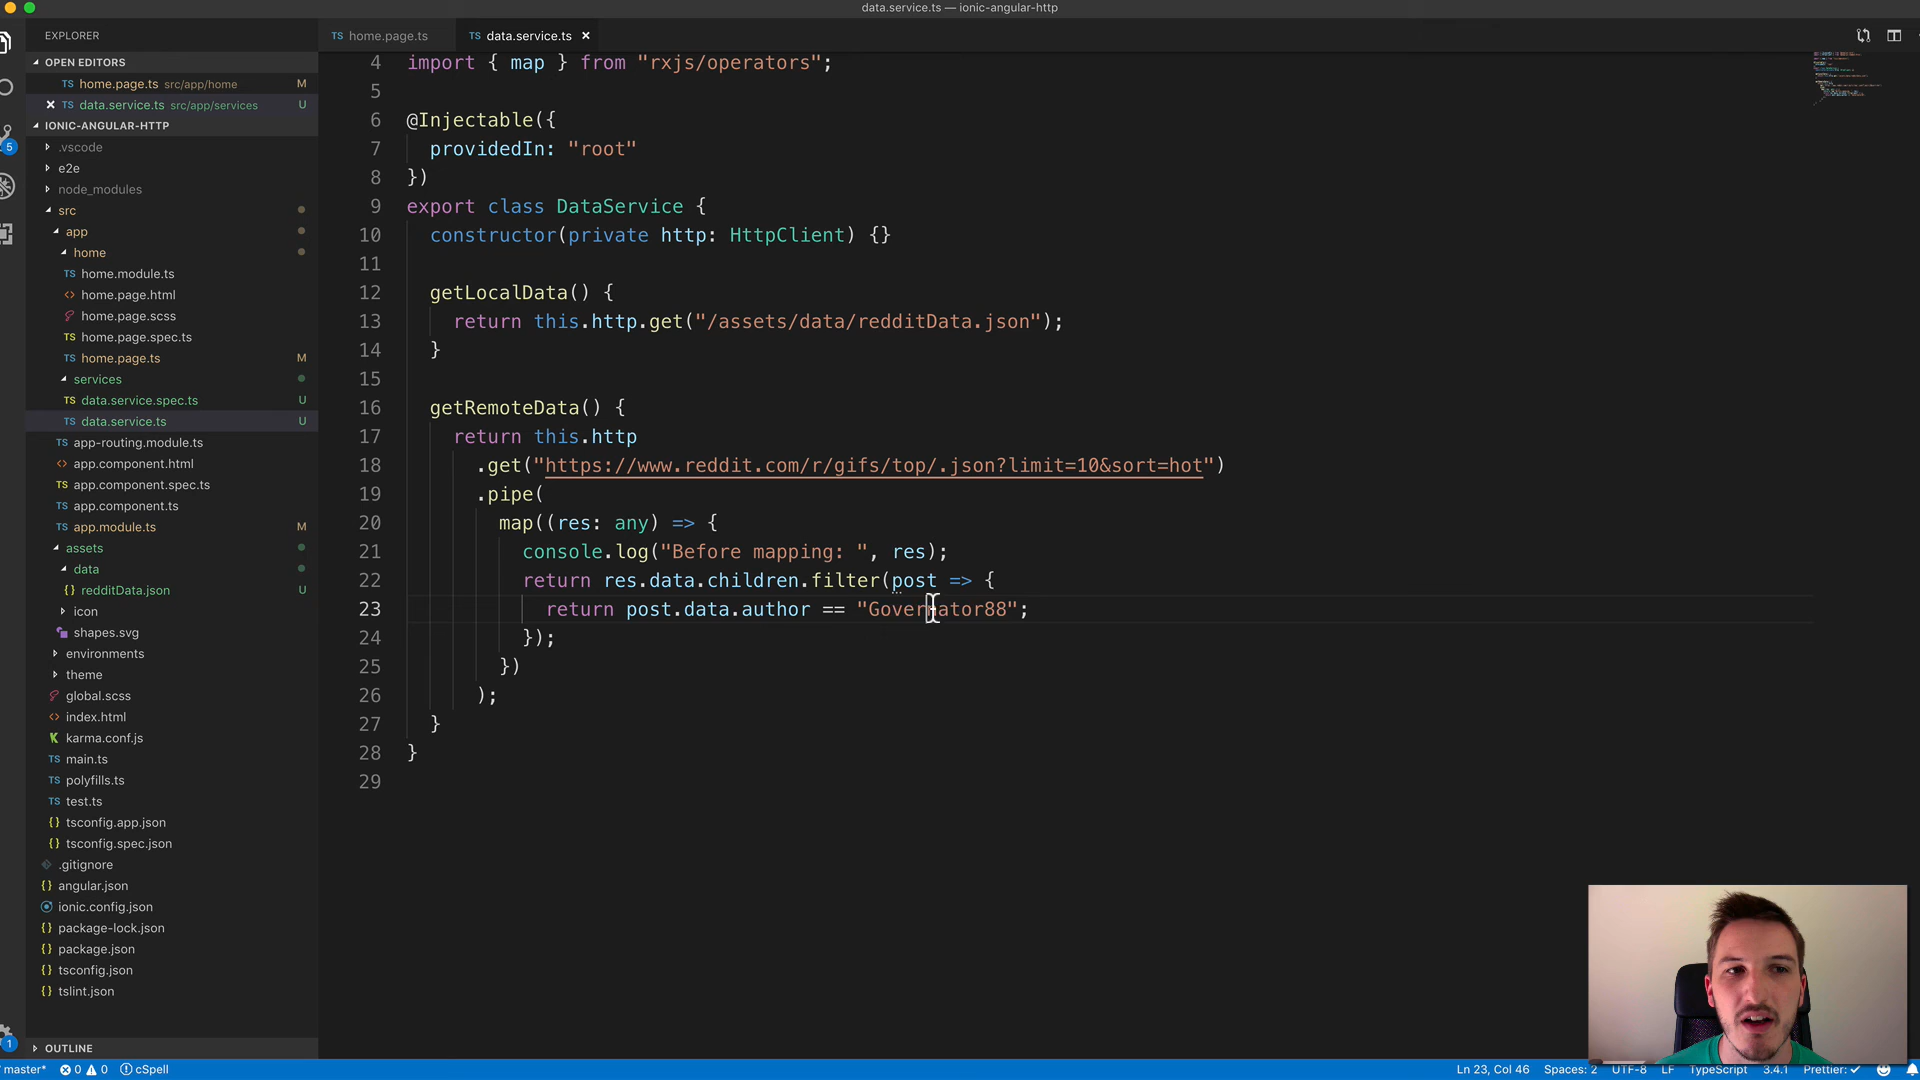 data.service.ts — ionic-angular-http
EXPLORER
home.page.ts
data.service.ts
OPEN EDITORS
home.page.ts src/app/home M
data.service.ts src/app/services U
IONIC-ANGULAR-HTTP
.vscode
e2e
node_modules
src
app
home
home.module.ts
home.page.html
home.page.scss
home.page.spec.ts
home.page.ts M
services
data.service.spec.ts U
data.service.ts U
app-routing.module.ts
app.component.html
app.component.spec.ts
app.component.ts
app.module.ts M
assets
data
redditData.json U
icon
shapes.svg
environments
theme
global.scss
index.html
karma.conf.js
main.ts
polyfills.ts
test.ts
tsconfig.app.json
tsconfig.spec.json
.gitignore
angular.json
ionic.config.json
package-lock.json
package.json
tsconfig.json
tslint.json
OUTLINE
5
1
4 import { map } from "rxjs/operators";
5
6 @Injectable({
7 providedIn: "root"
8 })
9 export class DataService {
10 constructor(private http: HttpClient) {}
11
12 getLocalData() {
13 return this.http.get("/assets/data/redditData.json");
14 }
15
16 getRemoteData() {
17 return this.http
18 .get("https://www.reddit.com/r/gifs/top/.json?limit=10&sort=hot")
19 .pipe(
20 map((res: any) => {
21 console.log("Before mapping: ", res);
22 return res.data.children.filter(post => {
23 return post.data.author == "Governator88";
24 });
25 })
26 );
27 }
28 }
29
master* 0 0 cSpell
Ln 23, Col 46 Spaces: 2 UTF-8 LF TypeScript 3.4.1 Prettier: ✓